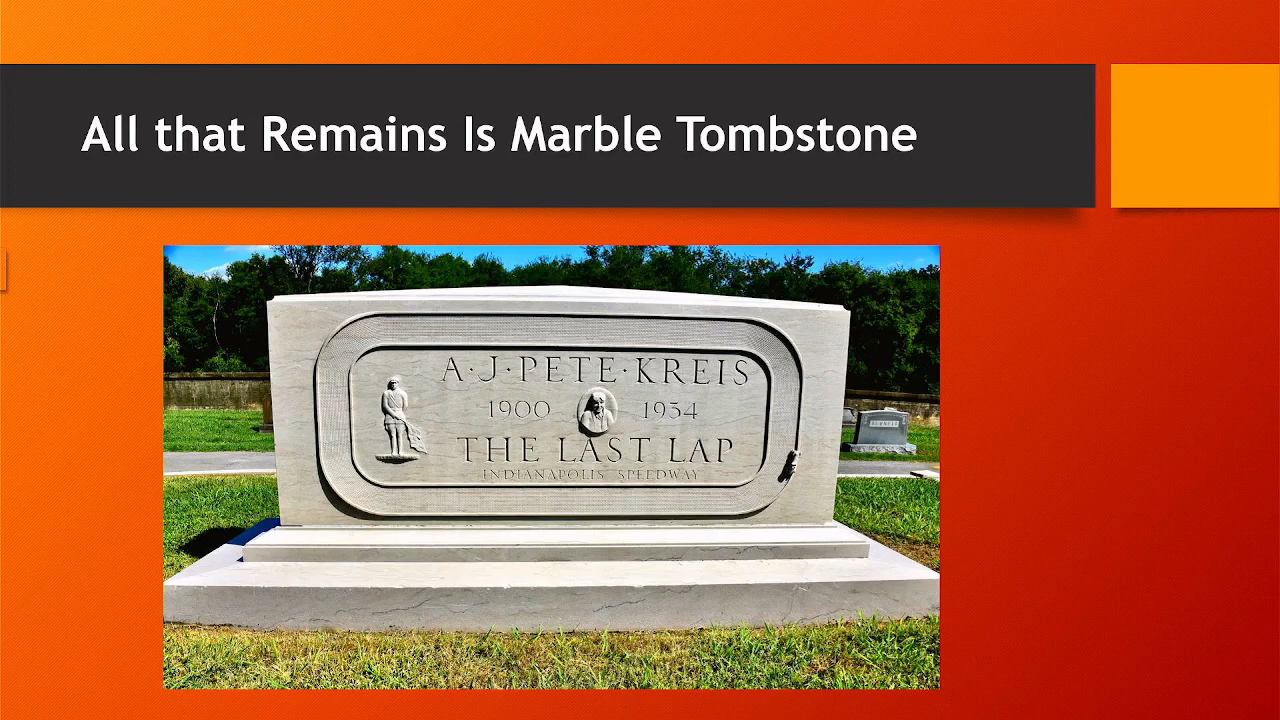 All that Remains Is Marble Tombstone
A·J·PETE·KREIS
1900 1934
THE LAST LAP
INDIANAPOLIS SPEEDWAY